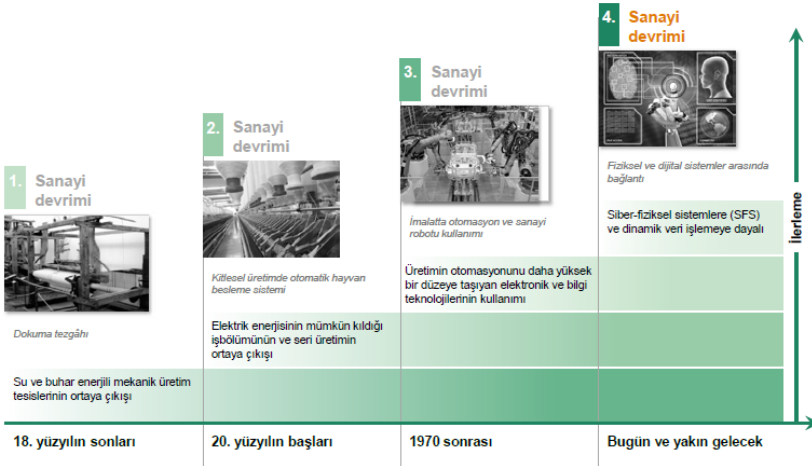 1.
Sanayi
devrimi
Dokuma tezgâhı
Su ve buhar enerjili mekanik üretim
tesislerinin ortaya çıkışı
18. yüzyılın sonları
2.
Sanayi
devrimi
Kitlesel üretimde otomatik hayvan
besleme sistemi
Elektrik enerjisinin mümkün kıldığı
işbölümünün ve seri üretimin
ortaya çıkışı
20. yüzyılın başları
3.
Sanayi
devrimi
İmalatta otomasyon ve sanayi
robotu kullanımı
Üretimin otomasyonunu daha yüksek
bir düzeye taşıyan elektronik ve bilgi
teknolojilerinin kullanımı
1970 sonrası
4.
Sanayi
devrimi
Fiziksel ve dijital sistemler arasında
bağlantı
Siber-fiziksel sistemlere (SFS)
ve dinamik veri işlemeye dayalı
Bugün ve yakın gelecek
İlerleme